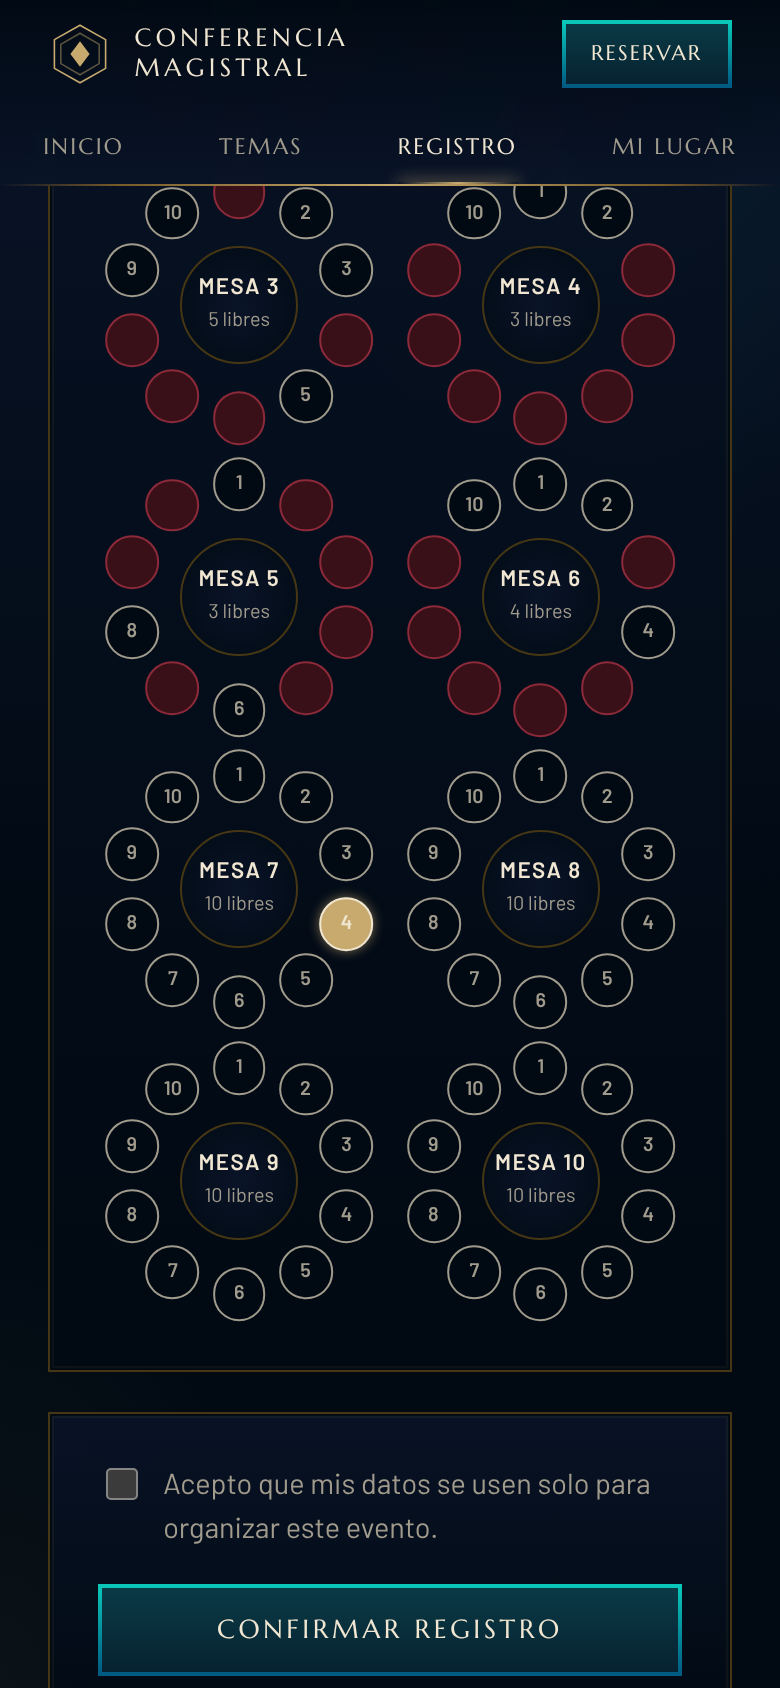 CONFERENCIA
MAGISTRAL
RESERVAR
INICIO TEMAS REGISTRO MI LUGAR
10 2 10 1 2
9 3
MESA 3 MESA 4
5 libres 3 libres
5
1 1
10 2
MESA 5 MESA 6
3 libres 4 libres
8 4
6
1 1
10 2 10 2
9 3 9 3
MESA 7 MESA 8
10 libres 10 libres
8 4 8 4
7 5 7 5
6 6
1 1
10 2 10 2
9 3 9 3
MESA 9 MESA 10
10 libres 10 libres
8 4 8 4
7 5 7 5
6 6
Acepto que mis datos se usen solo para
organizar este evento.
CONFIRMAR REGISTRO